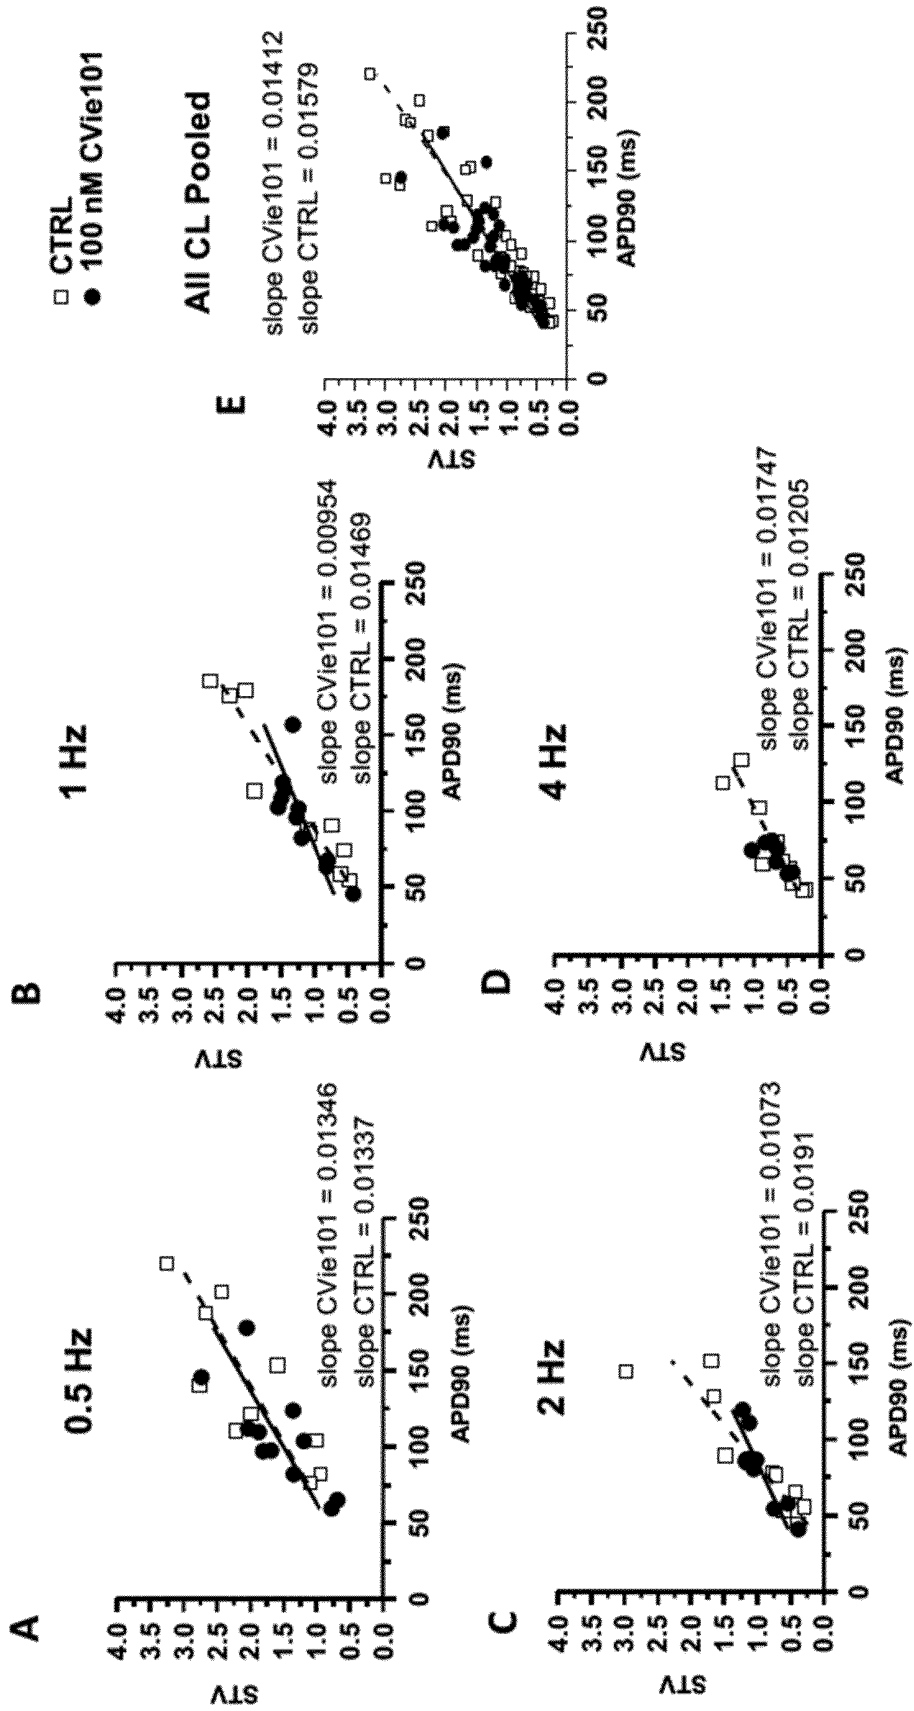 CTRL
100 nM CVie101
A
0.5 Hz
STV
4.0
3.5
3.0
2.5
2.0
1.5
1.0
0.5
0.0
0 50 100 150 200 250
APD90 (ms)
slope CVie101 = 0.01346
slope CTRL = 0.01337
B
1 Hz
STV
4.0
3.5
3.0
2.5
2.0
1.5
1.0
0.5
0.0
0 50 100 150 200 250
APD90 (ms)
slope CVie101 = 0.00954
slope CTRL = 0.01469
E
All CL Pooled
slope CVie101 = 0.01412
slope CTRL = 0.01579
STV
4.0
3.5
3.0
2.5
2.0
1.5
1.0
0.5
0.0
0 50 100 150 200 250
APD90 (ms)
C
2 Hz
STV
4.0
3.5
3.0
2.5
2.0
1.5
1.0
0.5
0.0
0 50 100 150 200 250
APD90 (ms)
slope CVie101 = 0.01073
slope CTRL = 0.0191
D
4 Hz
STV
4.0
3.5
3.0
2.5
2.0
1.5
1.0
0.5
0.0
0 50 100 150 200 250
APD90 (ms)
slope CVie101 = 0.01747
slope CTRL = 0.01205